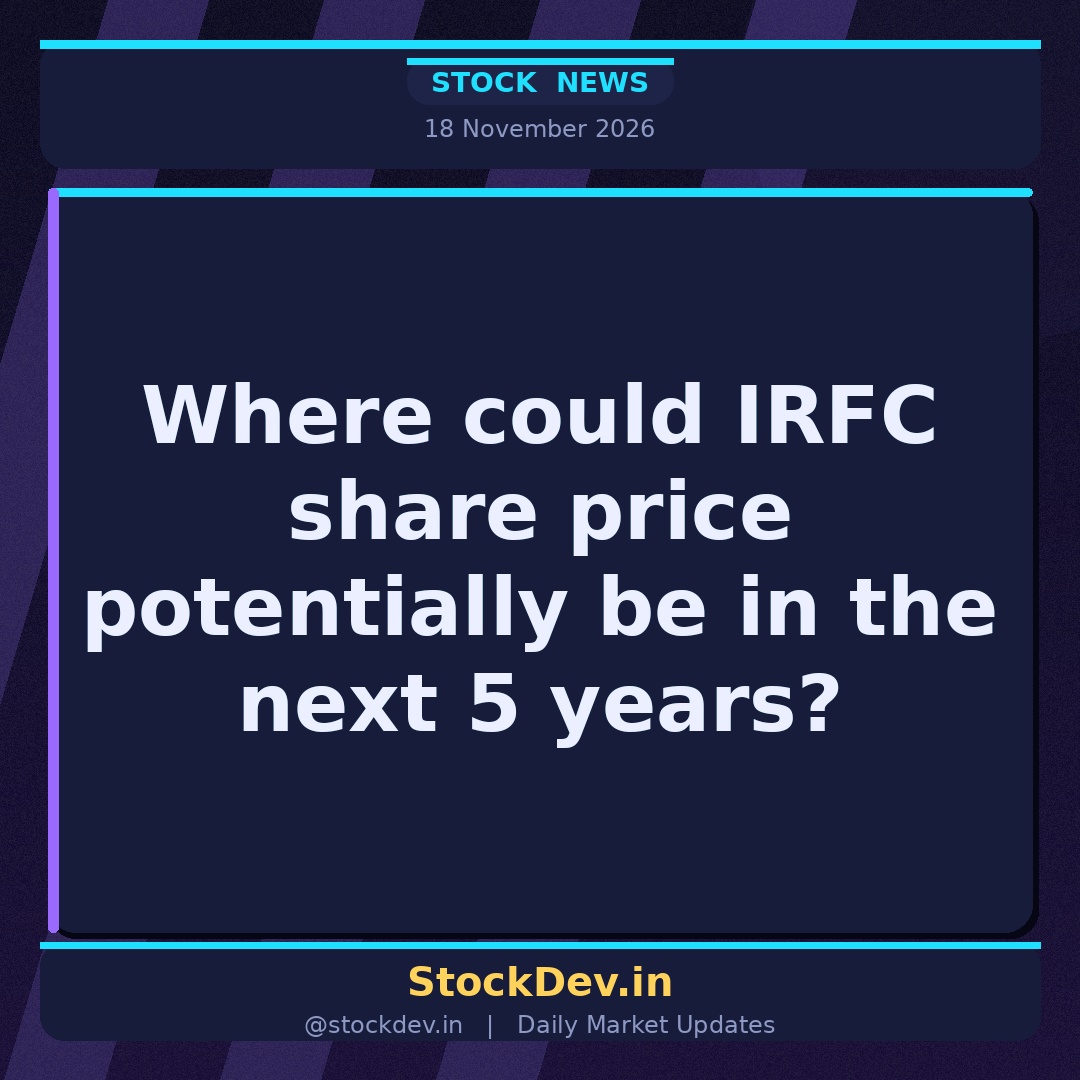 STOCK NEWS
18 November 2026
Where could IRFC
share price
potentially be in the
next 5 years?
StockDev.in
@stockdev.in | Daily Market Updates